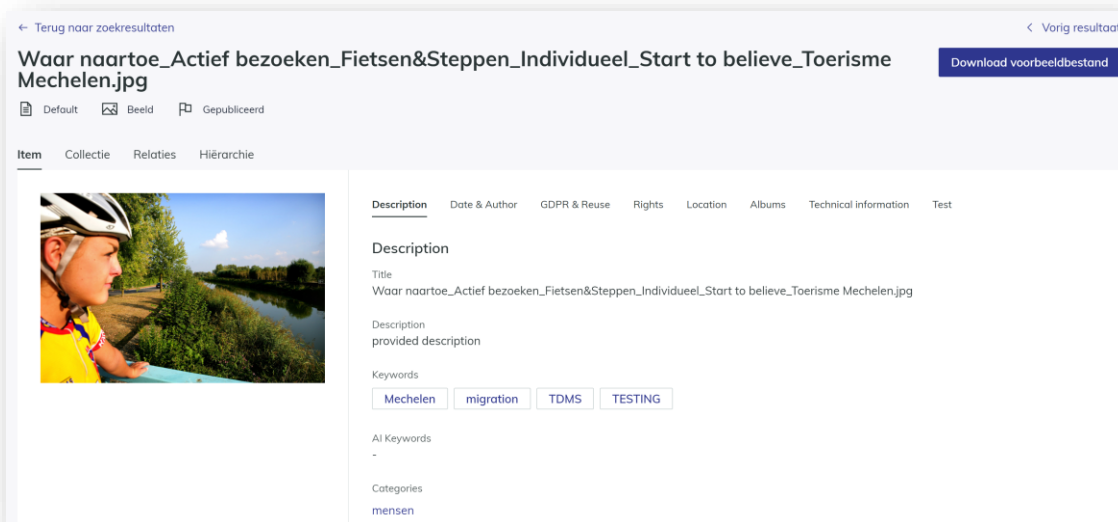 ← Terug naar zoekresultaten
< Vorig resultaat
Waar naartoe_Actief bezoeken_Fietsen&Steppen_Individueel_Start to believe_Toerisme
Mechelen.jpg
Download voorbeeldbestand
Default Beeld Gepubliceerd
Item Collectie Relaties Hiërarchie
Description Date & Author GDPR & Reuse Rights Location Albums Technical information Test
Description
Title
Waar naartoe_Actief bezoeken_Fietsen&Steppen_Individueel_Start to believe_Toerisme Mechelen.jpg
Description
provided description
Keywords
Mechelen migration TDMS TESTING
AI Keywords
-
Categories
mensen